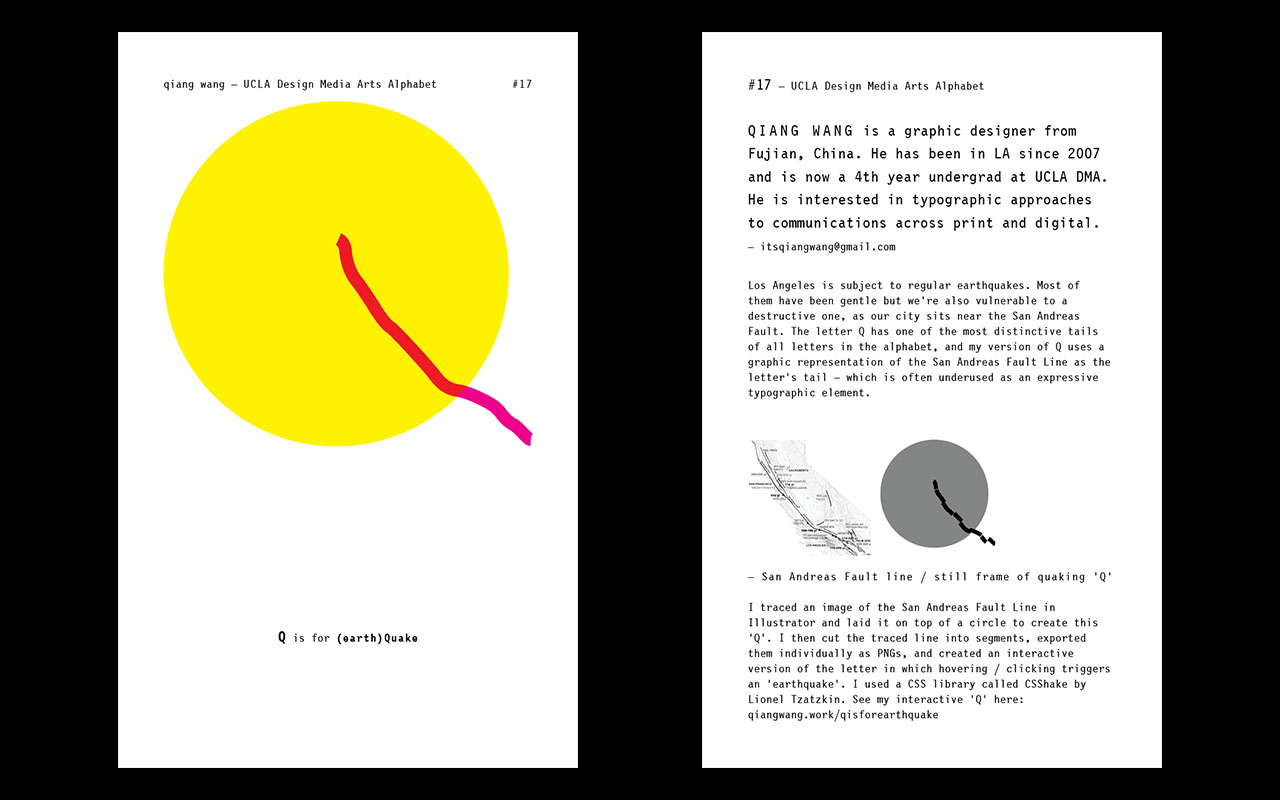 qiang wang — UCLA Design Media Arts Alphabet #17
Q is for (earth)Quake
#17 — UCLA Design Media Arts Alphabet
QIANG WANG is a graphic designer from
Fujian, China. He has been in LA since 2007
and is now a 4th year undergrad at UCLA DMA.
He is interested in typographic approaches
to communications across print and digital.
— itsqiangwang@gmail.com
Los Angeles is subject to regular earthquakes. Most of
them have been gentle but we're also vulnerable to a
destructive one, as our city sits near the San Andreas
Fault. The letter Q has one of the most distinctive tails
of all letters in the alphabet, and my version of Q uses a
graphic representation of the San Andreas Fault Line as the
letter's tail — which is often underused as an expressive
typographic element.
SACRAMENTO
SAN FRANCISCO
LOS ANGELES
— San Andreas Fault line / still frame of quaking 'Q'
I traced an image of the San Andreas Fault Line in
Illustrator and laid it on top of a circle to create this
'Q'. I then cut the traced line into segments, exported
them individually as PNGs, and created an interactive
version of the letter in which hovering / clicking triggers
an 'earthquake'. I used a CSS library called CSShake by
Lionel Tzatzkin. See my interactive 'Q' here:
qiangwang.work/qisforearthquake